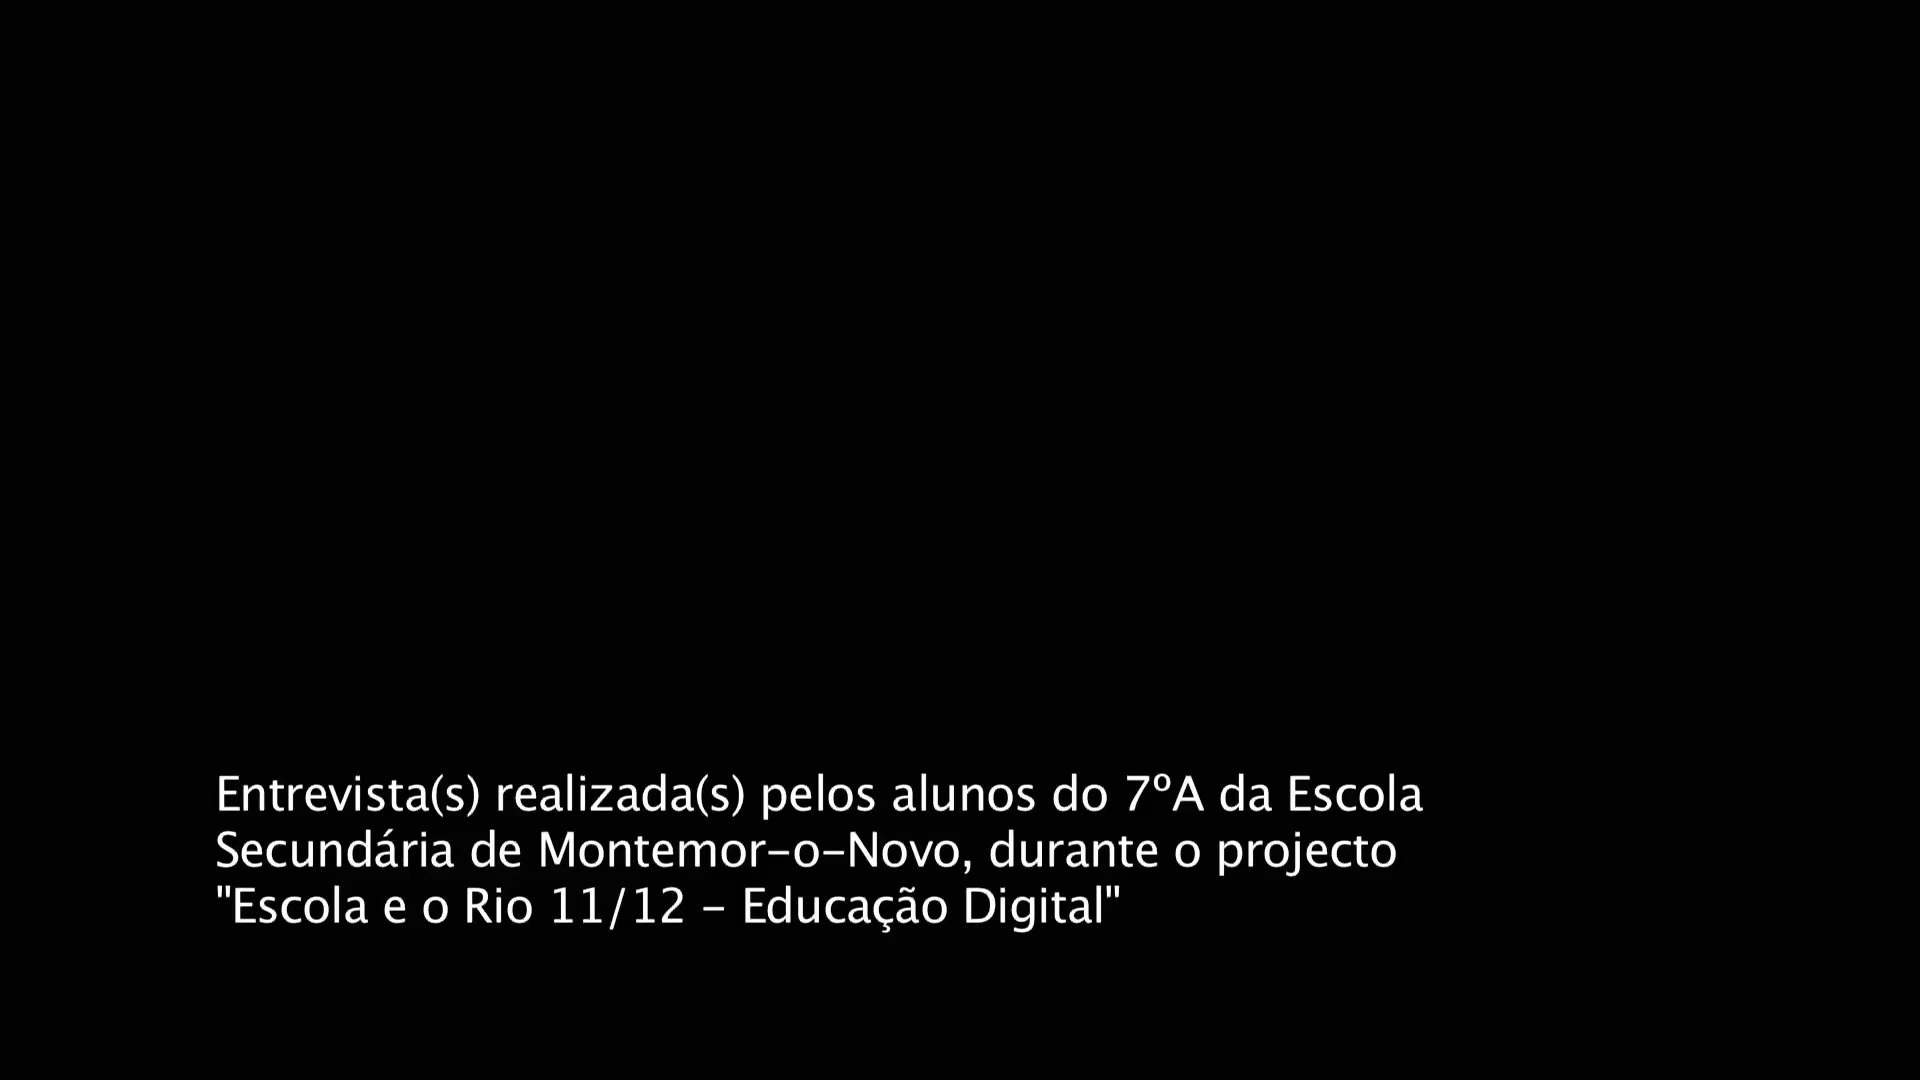 Entrevista(s) realizada(s) pelos alunos do 7ºA da Escola
Secundária de Montemor-o-Novo, durante o projecto
"Escola e o Rio 11/12 - Educação Digital"